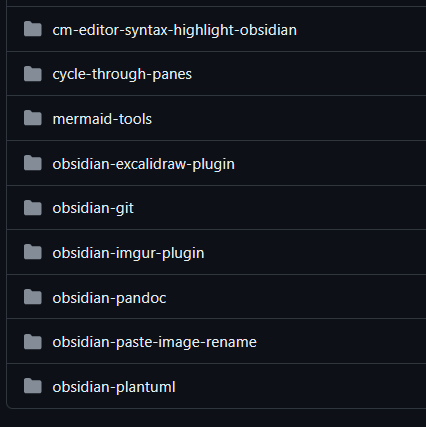 cm-editor-syntax-highlight-obsidian
cycle-through-panes
mermaid-tools
obsidian-excalidraw-plugin
obsidian-git
obsidian-imgur-plugin
obsidian-pandoc
obsidian-paste-image-rename
obsidian-plantuml